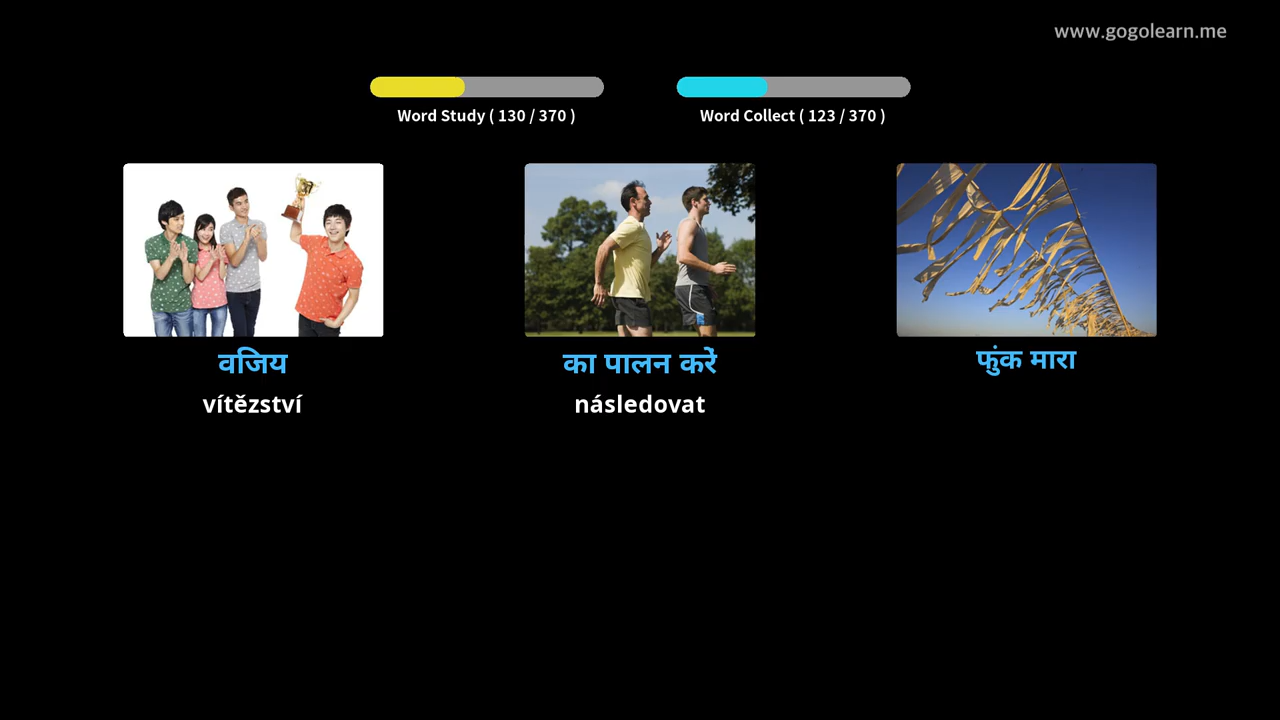 www.gogolearn.me
Word Study ( 130 / 370 )
Word Collect ( 123 / 370 )
वजिय
का पालन करें
फुंक मारा
vítězství
následovat